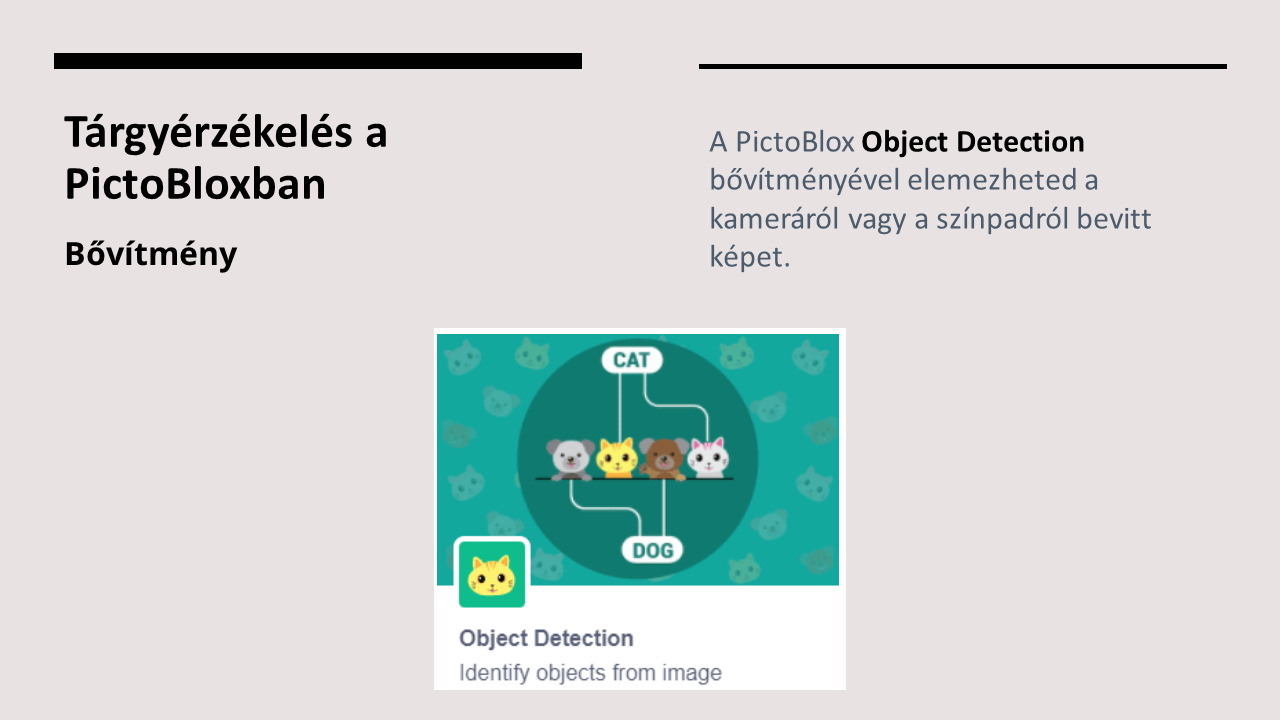 Tárgyérzékelés a
PictoBloxban
Bővítmény
A PictoBlox Object Detection
bővítményével elemezheted a
kameráról vagy a színpadról bevitt
képet.
CAT
DOG
Object Detection
Identify objects from image